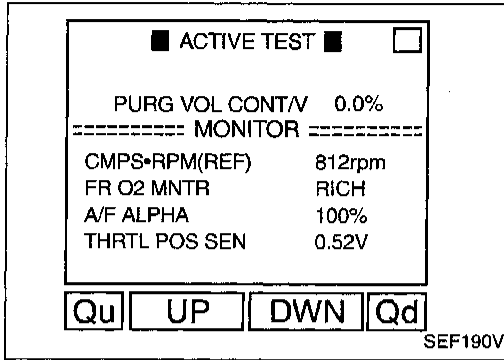 ACTIVE TEST
PURG VOL CONT/V 0.0%
========== MONITOR ==========
CMPS•RPM(REF) 812rpm
FR O2 MNTR RICH
A/F ALPHA 100%
THRTL POS SEN 0.52V
Qu UP DWN Qd
SEF190V